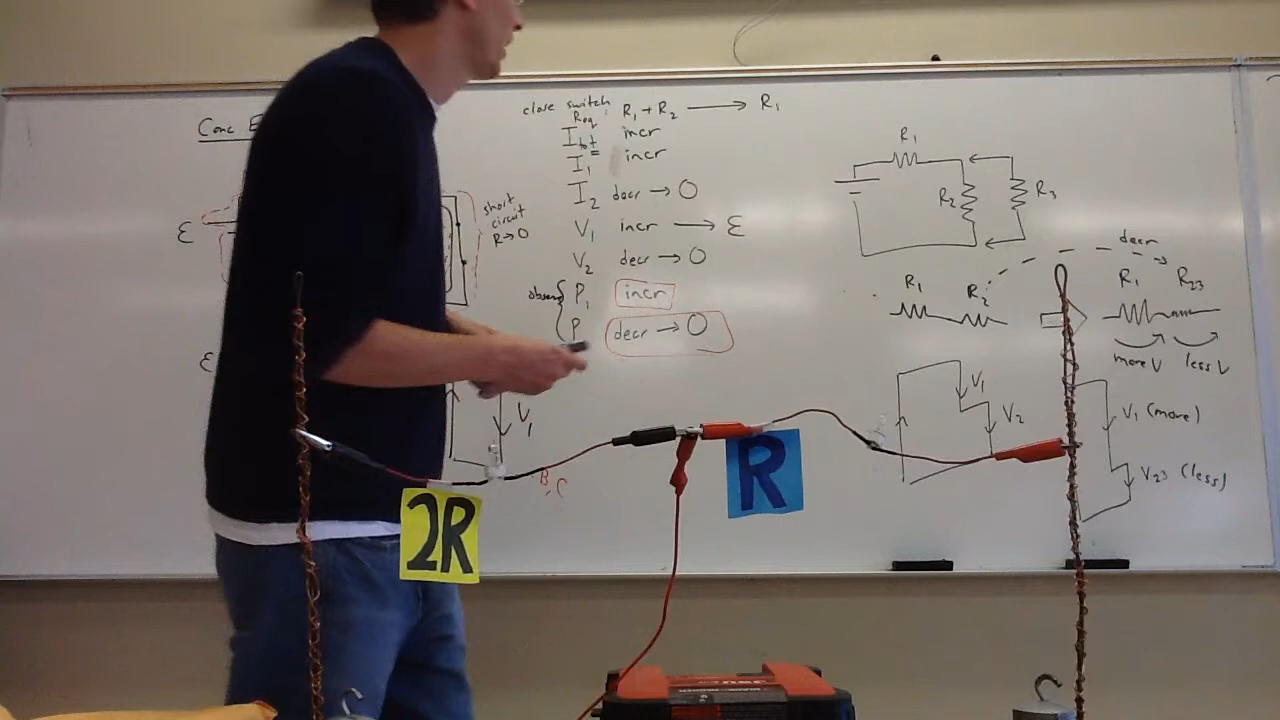 Conc E
ε
ε
short
circuit
R→0
V₁
B, C
close switch
Req : R₁ + R₂ → R₁
Itot incr
I₁ = incr
I₂ decr → 0
V₁ incr → ε
V₂ decr → 0
P₁ incr
P decr → 0
R₁
R₂
R₃
decr
R₁ R₂
R₁ R₂₃
more V less V
V₁
V₂
V₁ (more)
V₂₃ (less)
2R
R